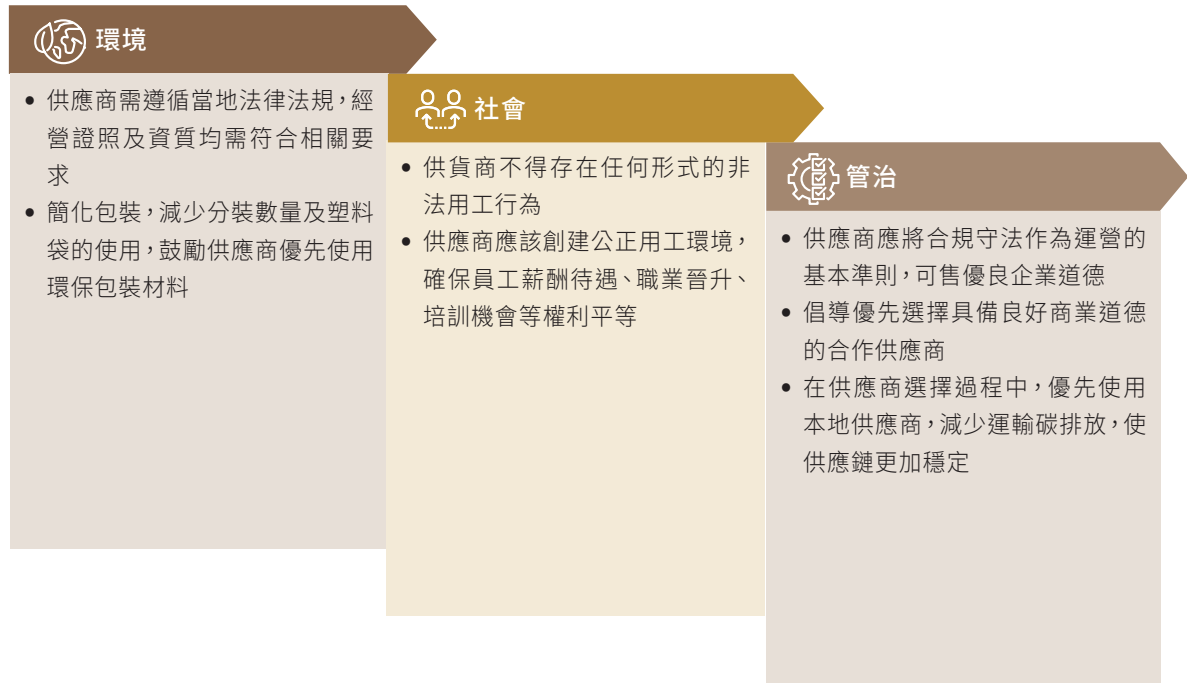 環境
• 供應商需遵循當地法律法規，經
營證照及資質均需符合相關要
求
• 簡化包裝，減少分裝數量及塑料
袋的使用，鼓勵供應商優先使用
環保包裝材料
社會
• 供貨商不得存在任何形式的非
法用工行為
• 供應商應該創建公正用工環境，
確保員工薪酬待遇、職業晉升、
培訓機會等權利平等
管治
• 供應商應將合規守法作為運營的
基本準則，可售優良企業道德
• 倡導優先選擇具備良好商業道德
的合作供應商
• 在供應商選擇過程中，優先使用
本地供應商，減少運輸碳排放，使
供應鏈更加穩定